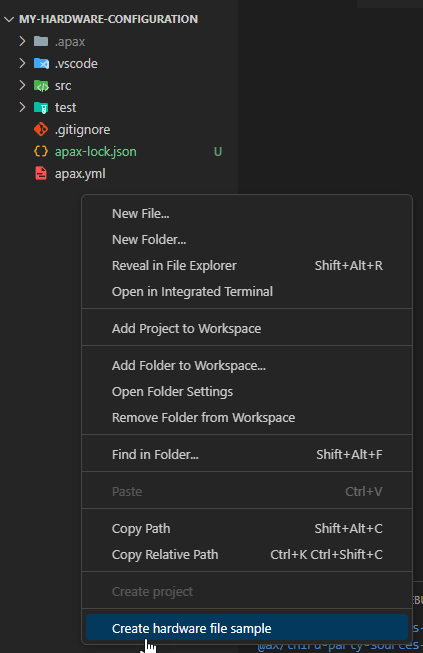 MY-HARDWARE-CONFIGURATION
.apax
.vscode
src
test
.gitignore
apax-lock.json U
apax.yml
New File...
New Folder...
Reveal in File Explorer Shift+Alt+R
Open in Integrated Terminal
Add Project to Workspace
Add Folder to Workspace...
Open Folder Settings
Remove Folder from Workspace
Find in Folder... Shift+Alt+F
Paste Ctrl+V
Copy Path Shift+Alt+C
Copy Relative Path Ctrl+K Ctrl+Shift+C
Create project
Create hardware file sample
@ax/third-party-sources-